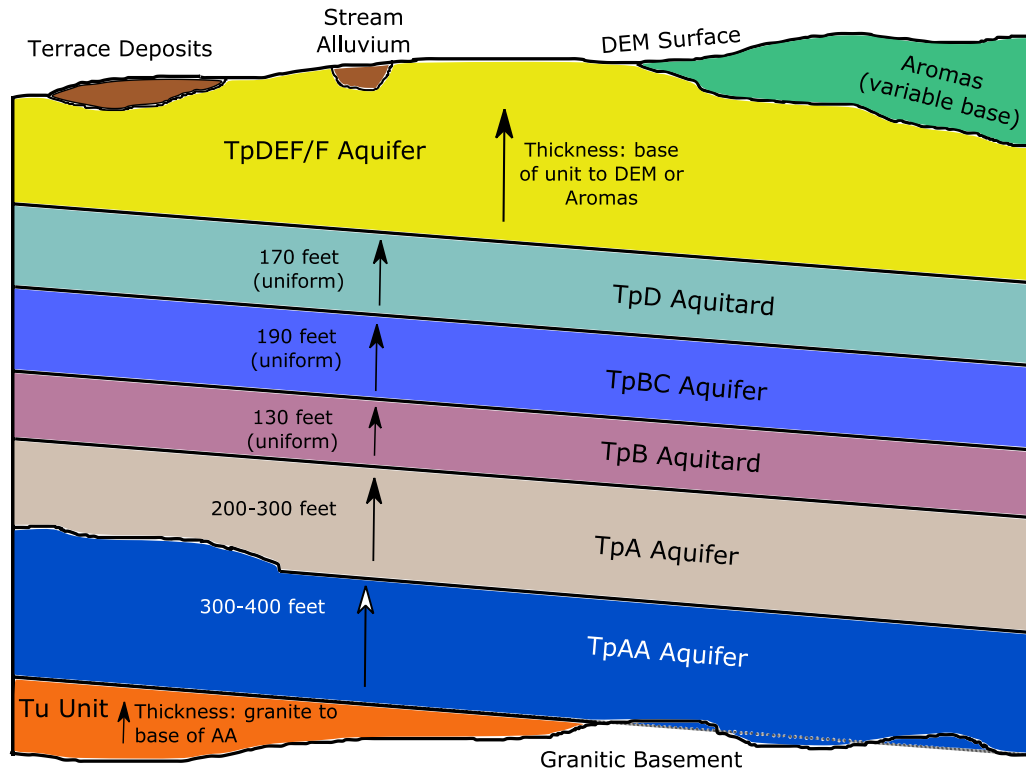 Terrace Deposits
Stream
Alluvium
DEM Surface
Aromas
(variable base)
TpDEF/F Aquifer
Thickness: base
of unit to DEM or
Aromas
170 feet
(uniform)
TpD Aquitard
190 feet
(uniform)
TpBC Aquifer
130 feet
(uniform)
TpB Aquitard
200-300 feet
TpA Aquifer
300-400 feet
TpAA Aquifer
Tu Unit
Thickness: granite to
base of AA
Granitic Basement